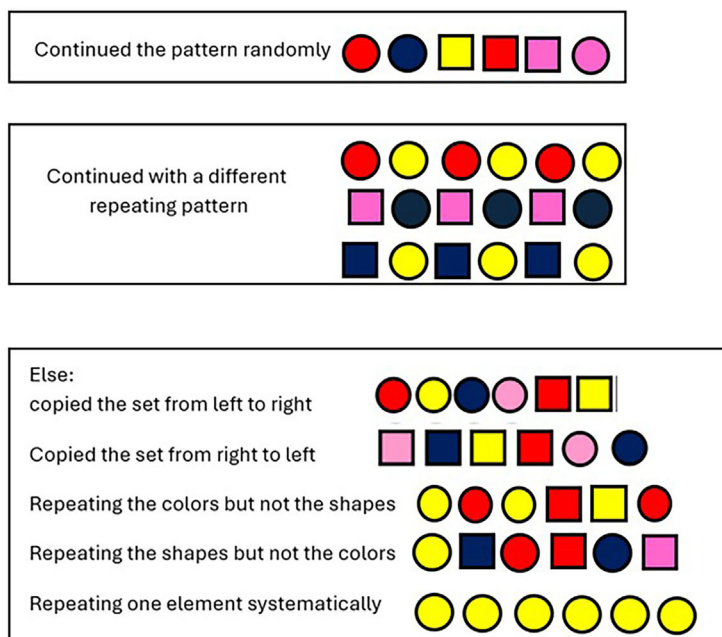 Continued the pattern randomly
Continued with a different
repeating pattern
Else:
copied the set from left to right
Copied the set from right to left
Repeating the colors but not the shapes
Repeating the shapes but not the colors
Repeating one element systematically